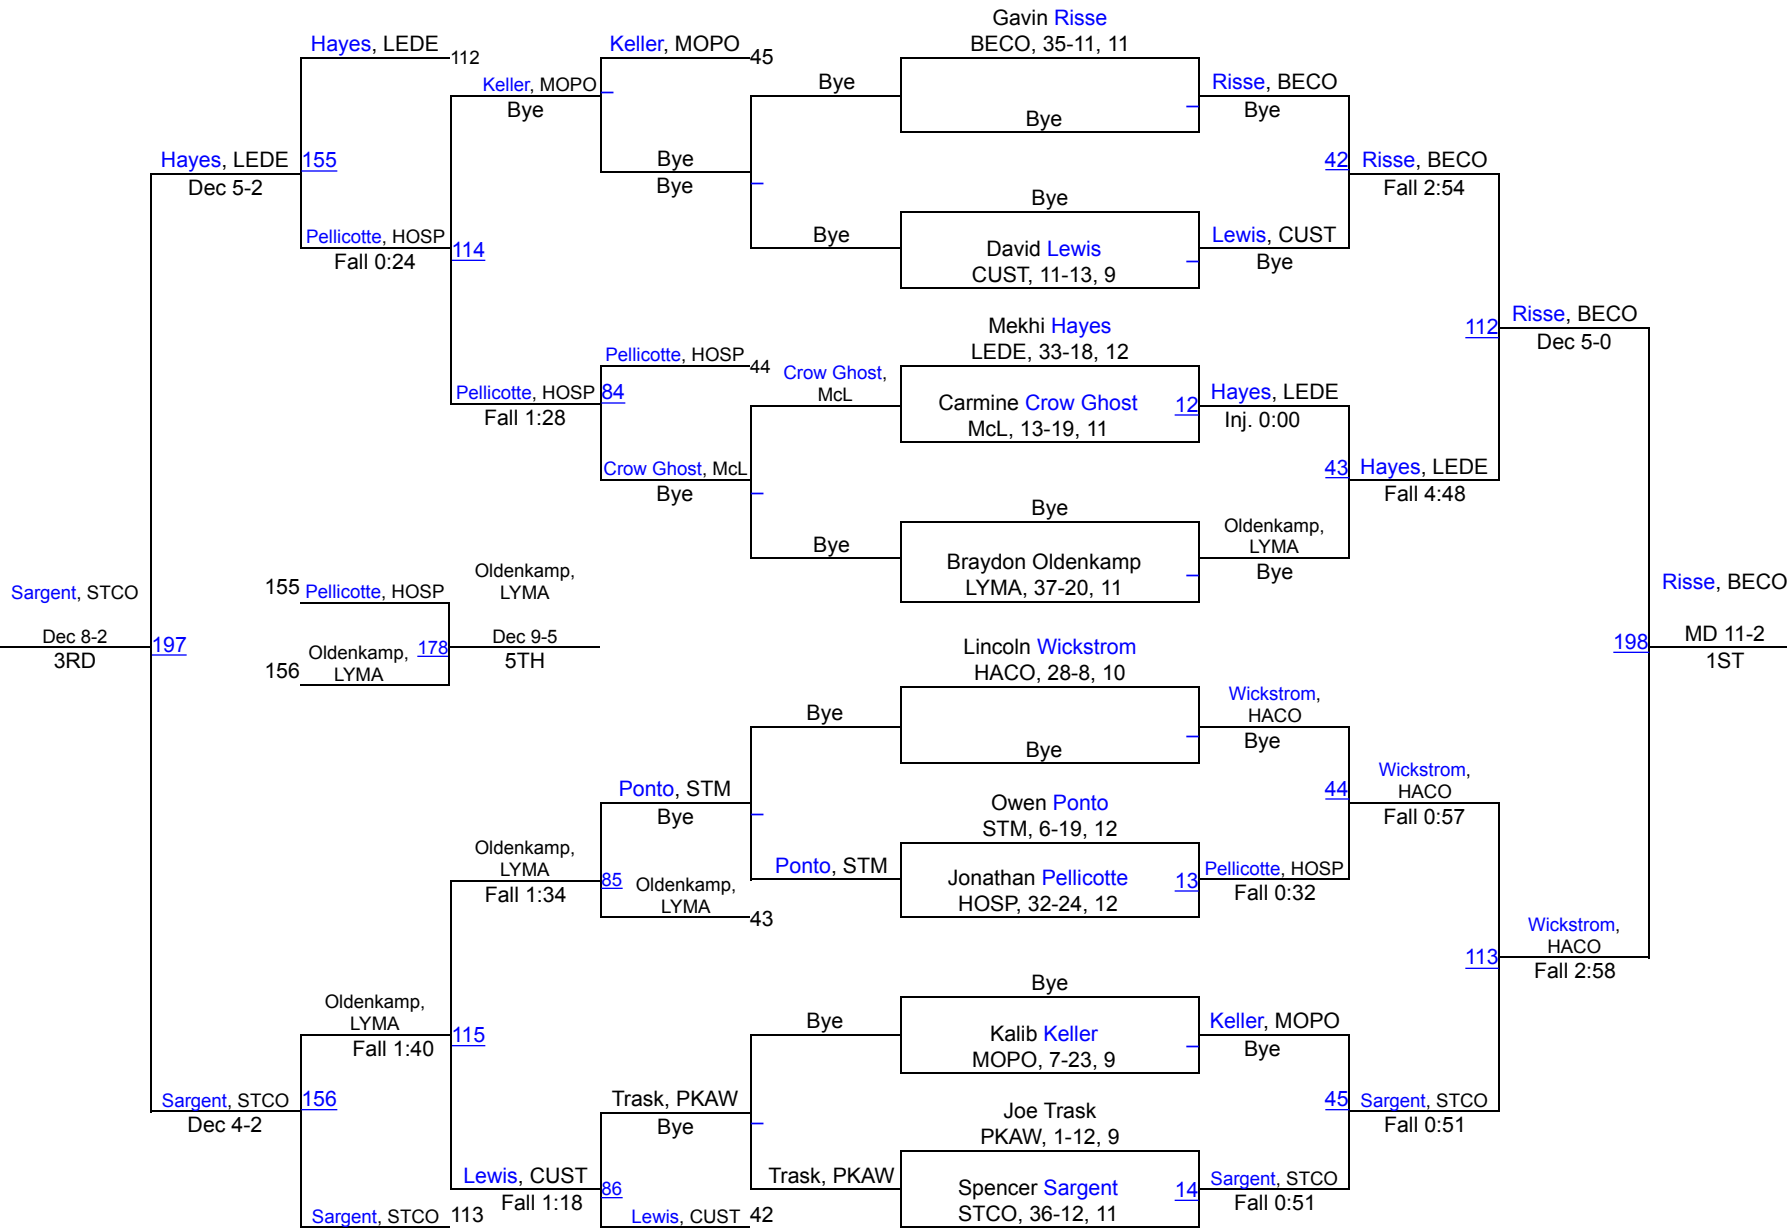 Gavin Risse
BECO, 35-11, 11
Bye
Bye
David Lewis
CUST, 11-13, 9
Mekhi Hayes
LEDE, 33-18, 12
Carmine Crow Ghost
McL, 13-19, 11
12
Bye
Braydon Oldenkamp
LYMA, 37-20, 11
Lincoln Wickstrom
HACO, 28-8, 10
Bye
Owen Ponto
STM, 6-19, 12
Jonathan Pellicotte
HOSP, 32-24, 12
13
Bye
Kalib Keller
MOPO, 7-23, 9
Joe Trask
PKAW, 1-12, 9
Spencer Sargent
STCO, 36-12, 11
14
Risse, BECO
Bye
42
Lewis, CUST
Bye
Hayes, LEDE
Inj. 0:00
43
Oldenkamp,
LYMA
Bye
Wickstrom,
HACO
Bye
44
Pellicotte, HOSP
Fall 0:32
Keller, MOPO
Bye
45
Sargent, STCO
Fall 0:51
Risse, BECO
Fall 2:54
112
Hayes, LEDE
Fall 4:48
Wickstrom,
HACO
Fall 0:57
113
Sargent, STCO
Fall 0:51
Risse, BECO
Dec 5-0
198
Wickstrom,
HACO
Fall 2:58
Risse, BECO
MD 11-2
1ST
Bye
Bye
Crow Ghost,
McL
Bye
Bye
Ponto, STM
Bye
Trask, PKAW
Keller, MOPO
45
Bye
Bye
Pellicotte, HOSP
44
84
Crow Ghost, McL
Bye
Ponto, STM
Bye
85
Oldenkamp,
LYMA
43
Trask, PKAW
Bye
86
Lewis, CUST
42
Keller, MOPO
Bye
114
Pellicotte, HOSP
Fall 1:28
Oldenkamp,
LYMA
Fall 1:34
115
Lewis, CUST
Fall 1:18
Hayes, LEDE
112
155
Pellicotte, HOSP
Fall 0:24
Oldenkamp,
LYMA
Fall 1:40
156
Sargent, STCO
113
Hayes, LEDE
Dec 5-2
197
Sargent, STCO
Dec 4-2
Sargent, STCO
Dec 8-2
3RD
155
Pellicotte, HOSP
178
156
Oldenkamp,
LYMA
Oldenkamp,
LYMA
Dec 9-5
5TH